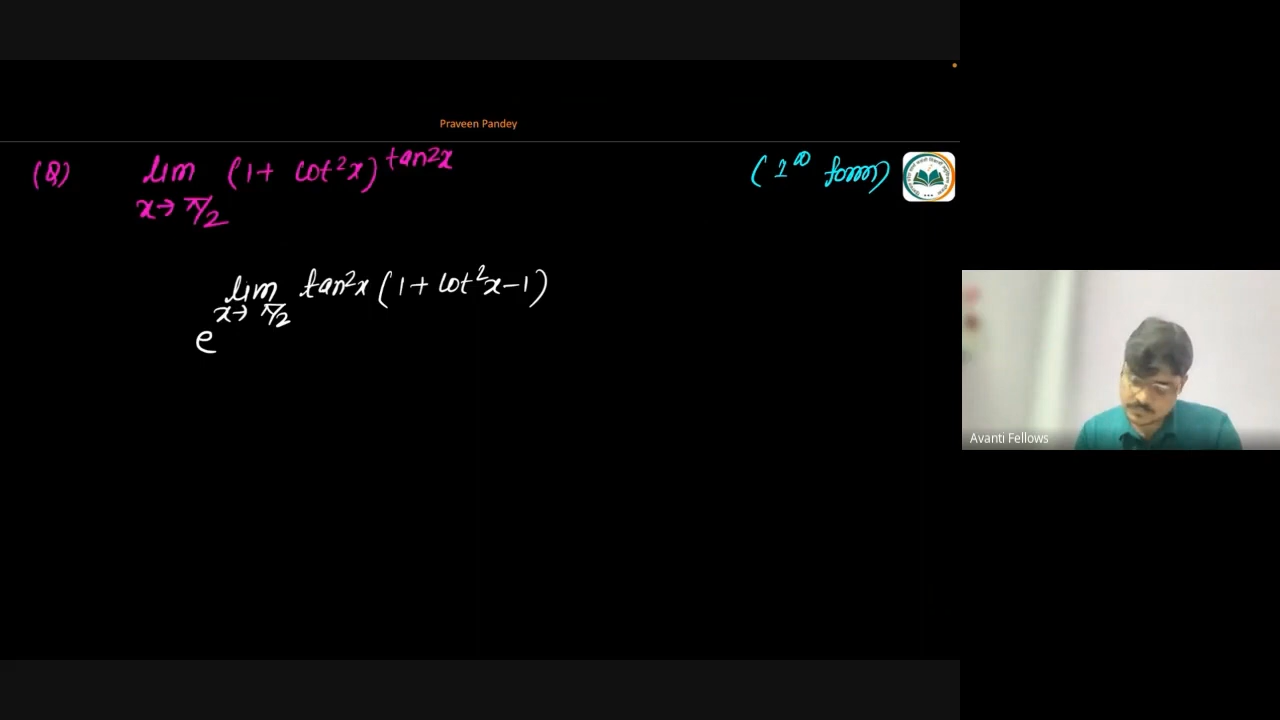 Praveen Pandey
(Q) lim (1 + cot²x)^tan²x (1^∞ form)
x→ π/2
lim tan²x (1 + cot²x - 1)
x→ π/2
e
Avanti Fellows